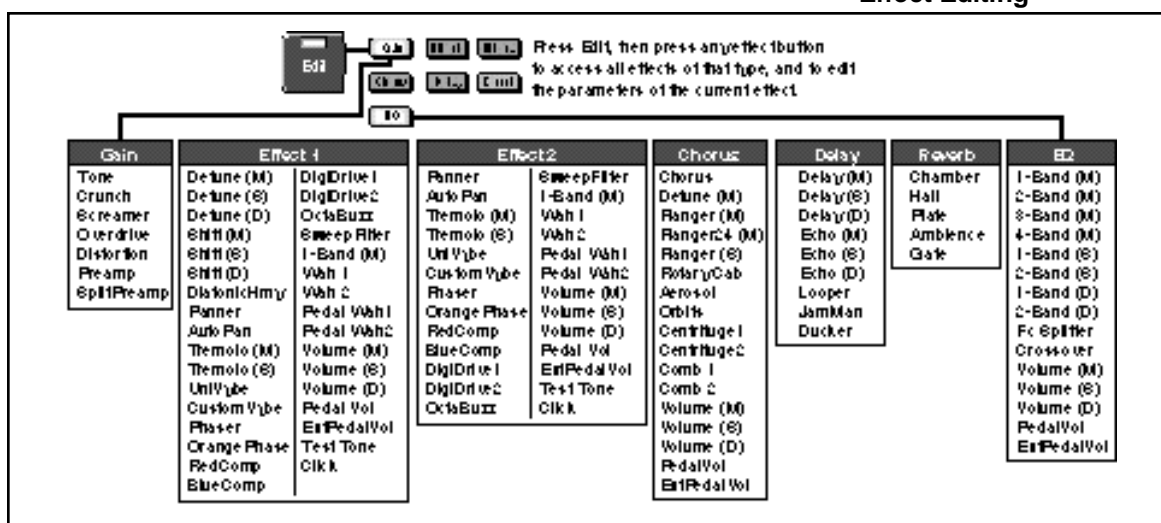 Effect Editing
Edit
Gain
Press Edit, then press any effect button
to access all effects of that type, and to edit
the parameters of the current effect.
EQ
Gain
Tone
Crunch
Screamer
Overdrive
Distortion
Preamp
SplitPreamp
Effect 1
Detune (M)
Detune (S)
Detune (D)
Shift (M)
Shift (S)
Shift (D)
DiatonicHmy
Panner
Auto Pan
Tremolo (M)
Tremolo (S)
UniVybe
Custom Vybe
Phaser
Orange Phase
RedComp
BlueComp
DigiDrive1
DigiDrive2
OctaBuzz
SweepFilter
1-Band (M)
Wah 1
Wah 2
Pedal Wah1
Pedal Wah2
Volume (M)
Volume (S)
Volume (D)
Pedal Vol
ExtPedalVol
Test Tone
Click
Effect2
Panner
Auto Pan
Tremolo (M)
Tremolo (S)
UniVybe
Custom Vybe
Phaser
Orange Phase
RedComp
BlueComp
DigiDrive1
DigiDrive2
OctaBuzz
SweepFilter
1-Band (M)
Wah 1
Wah 2
Pedal Wah1
Pedal Wah2
Volume (M)
Volume (S)
Volume (D)
Pedal Vol
ExtPedalVol
Test Tone
Click
Chorus
Chorus
Detune (M)
Flanger (M)
Flanger24 (M)
Flanger (S)
RotaryCab
Aerosol
Orbits
Centrifuge1
Centrifuge2
Comb 1
Comb 2
Volume (M)
Volume (S)
Volume (D)
PedalVol
ExtPedalVol
Delay
Delay(M)
Delay(S)
Delay(D)
Echo (M)
Echo (S)
Echo (D)
Looper
JamMan
Ducker
Reverb
Chamber
Hall
Plate
Ambience
Gate
EQ
1-Band (M)
2-Band (M)
3-Band (M)
4-Band (M)
1-Band (S)
2-Band (S)
1-Band (D)
2-Band (D)
Fc Splitter
Crossover
Volume (M)
Volume (S)
Volume (D)
PedalVol
ExtPedalVol